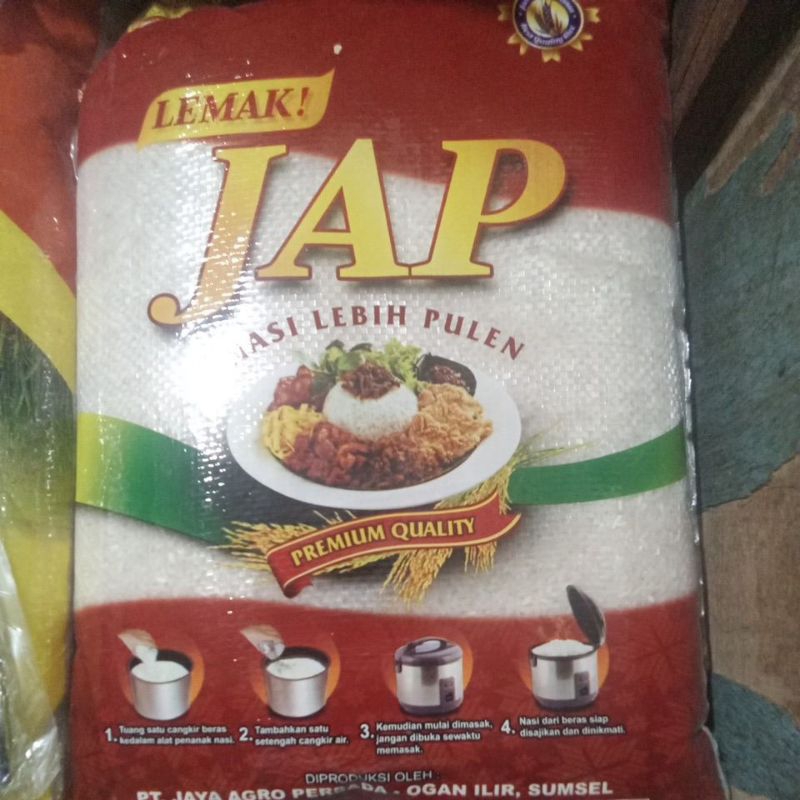 LEMAK!
JAP
NASI LEBIH PULEN
PREMIUM QUALITY
1. Tuang satu cangkir beras
kedalam alat penanak nasi.
2. Tambahkan satu
setengah cangkir air.
3. Kemudian mulai dimasak,
jangan dibuka sewaktu
memasak.
4. Nasi dari beras siap
disajikan dan dinikmati.
DIPRODUKSI OLEH :
PT. JAYA AGRO PERSADA - OGAN ILIR, SUMSEL